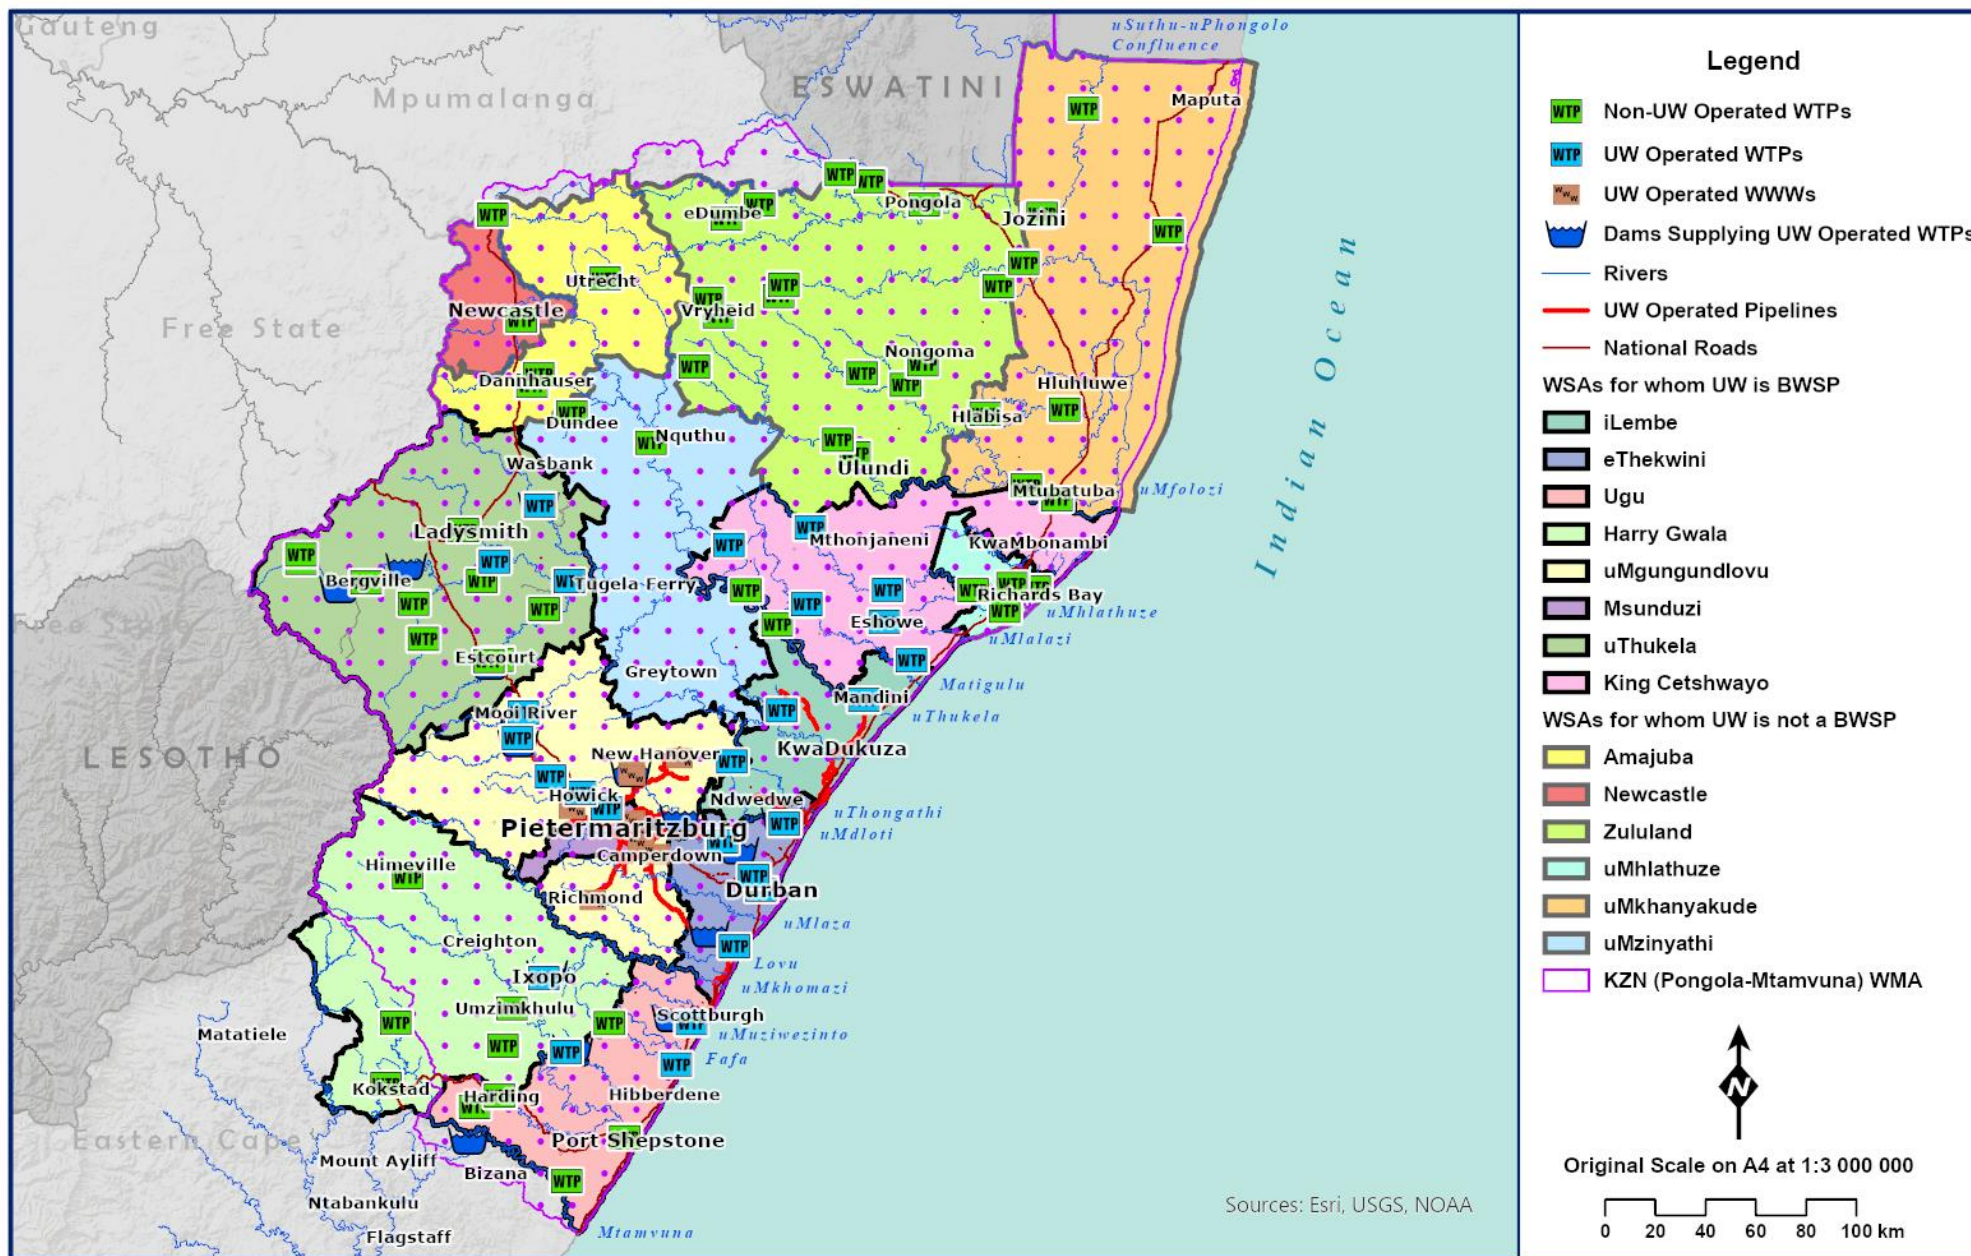 Gauteng
uSuthu-uPhongolo
Confluence
Mpumalanga
ESWATINI
Maputa
WTP
eDumbe
Pongola
Jozini
Utrecht
Newcastle
Vryheid
Free State
Nongoma
Dannhauser
Hluhluwe
Hlabisa
Dundee
Nquthu
Wasbank
Ulundi
Mtubatuba
uMfolozi
Indian Ocean
Ladysmith
Mthonjaneni
KwaMbonambi
Bergville
Tugela Ferry
Richards Bay
uMhlathuze
Free State
Eshowe
uMlalazi
Estcourt
Greytown
Matigulu
Mandini
uThukela
Mooi River
LESOTHO
New Hanover
KwaDukuza
Howick
Ndwedwe
uThongathi
Pietermaritzburg
uMdloti
Camperdown
Himeville
Durban
Richmond
uMlaza
Creighton
Lovu
Ixopo
uMkhomazi
Umzimkhulu
Scottburgh
Matatiele
uMuziwezinto
Fafa
Kokstad
Harding
Hibberdene
Eastern Cape
Port Shepstone
Mount Ayliff
Bizana
Ntabankulu
Mtamvuna
Flagstaff
Sources: Esri, USGS, NOAA
Legend
WTP Non-UW Operated WTPs
WTP UW Operated WTPs
www UW Operated WWWs
Dams Supplying UW Operated WTPs
Rivers
UW Operated Pipelines
National Roads
WSAs for whom UW is BWSP
iLembe
eThekwini
Ugu
Harry Gwala
uMgungundlovu
Msunduzi
uThukela
King Cetshwayo
WSAs for whom UW is not a BWSP
Amajuba
Newcastle
Zululand
uMhlathuze
uMkhanyakude
uMzinyathi
KZN (Pongola-Mtamvuna) WMA
N
Original Scale on A4 at 1:3 000 000
0 20 40 60 80 100 km